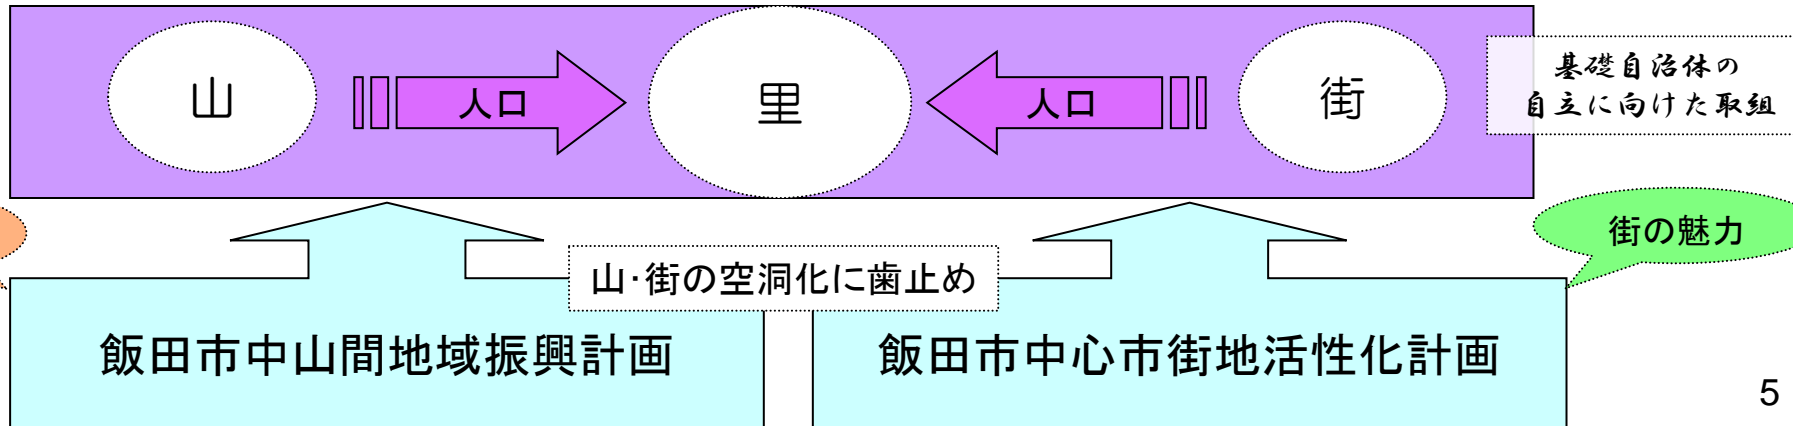 山
人口
里
人口
街
基礎自治体の
自立に向けた取組
街の魅力
山・街の空洞化に歯止め
飯田市中山間地域振興計画
飯田市中心市街地活性化計画
5